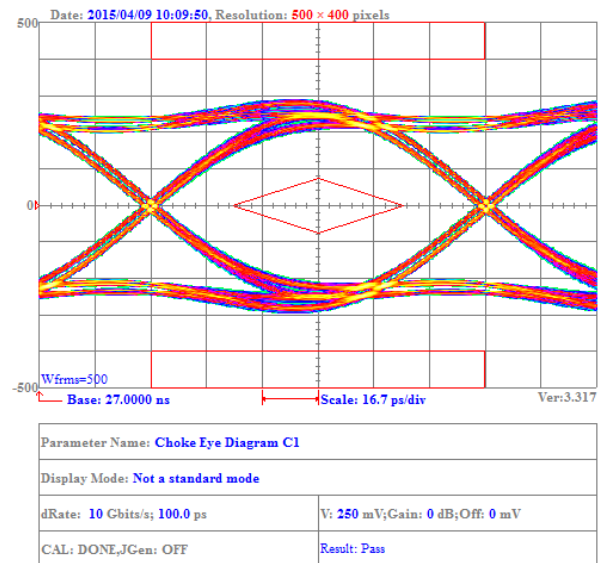 Date: 2015/04/09 10:09:50, Resolution: 500 × 400 pixels
500
0
-500
Wfrms=500
Base: 27.0000 ns
Scale: 16.7 ps/div
Ver:3.317
Parameter Name: Choke Eye Diagram C1
Display Mode: Not a standard mode
dRate: 10 Gbits/s; 100.0 ps
V: 250 mV;Gain: 0 dB;Off: 0 mV
CAL: DONE,JGen: OFF
Result: Pass